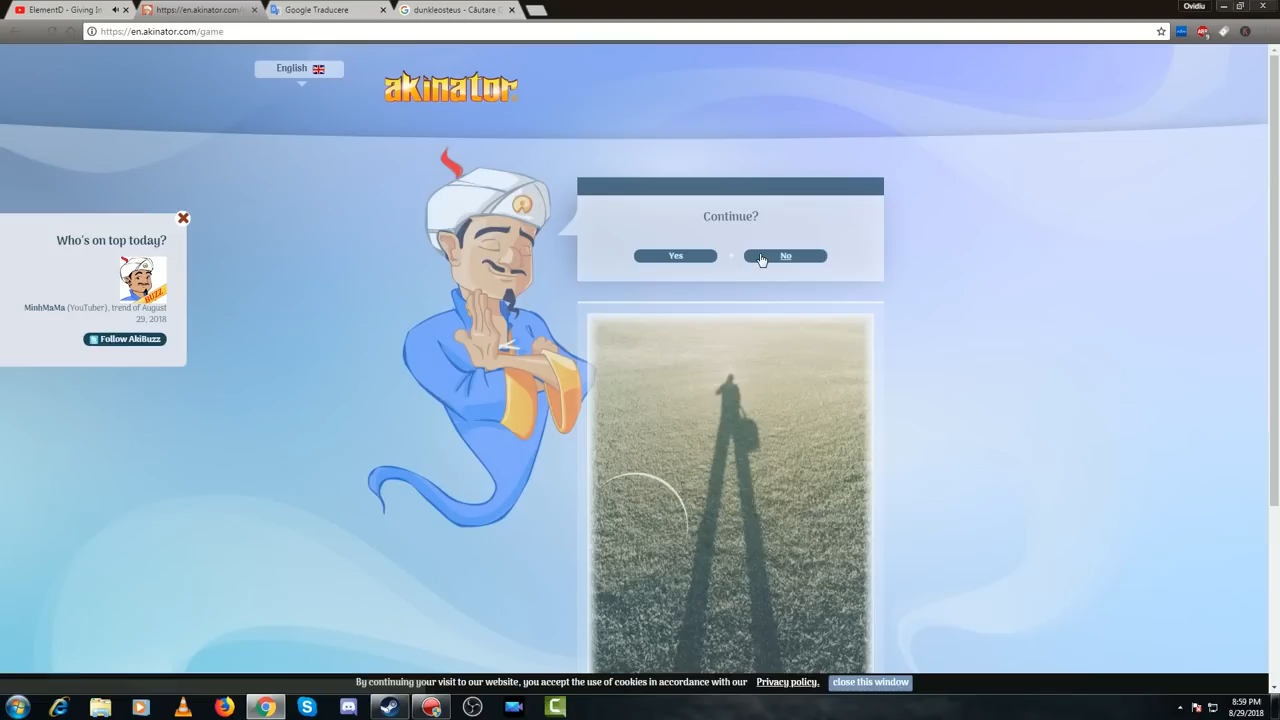 ElementD - Giving In
https://en.akinator.com/
Google Traducere
dunkleosteus - Căutare G
Ovidiu
https://en.akinator.com/game
English
akinator
Continue?
Yes
No
Who's on top today?
BUZZ
MinhMaMa (YouTuber), trend of August
29, 2018
Follow AkiBuzz
By continuing your visit to our website, you accept the use of cookies in accordance with our Privacy policy. close this window
8:59 PM
8/29/2018